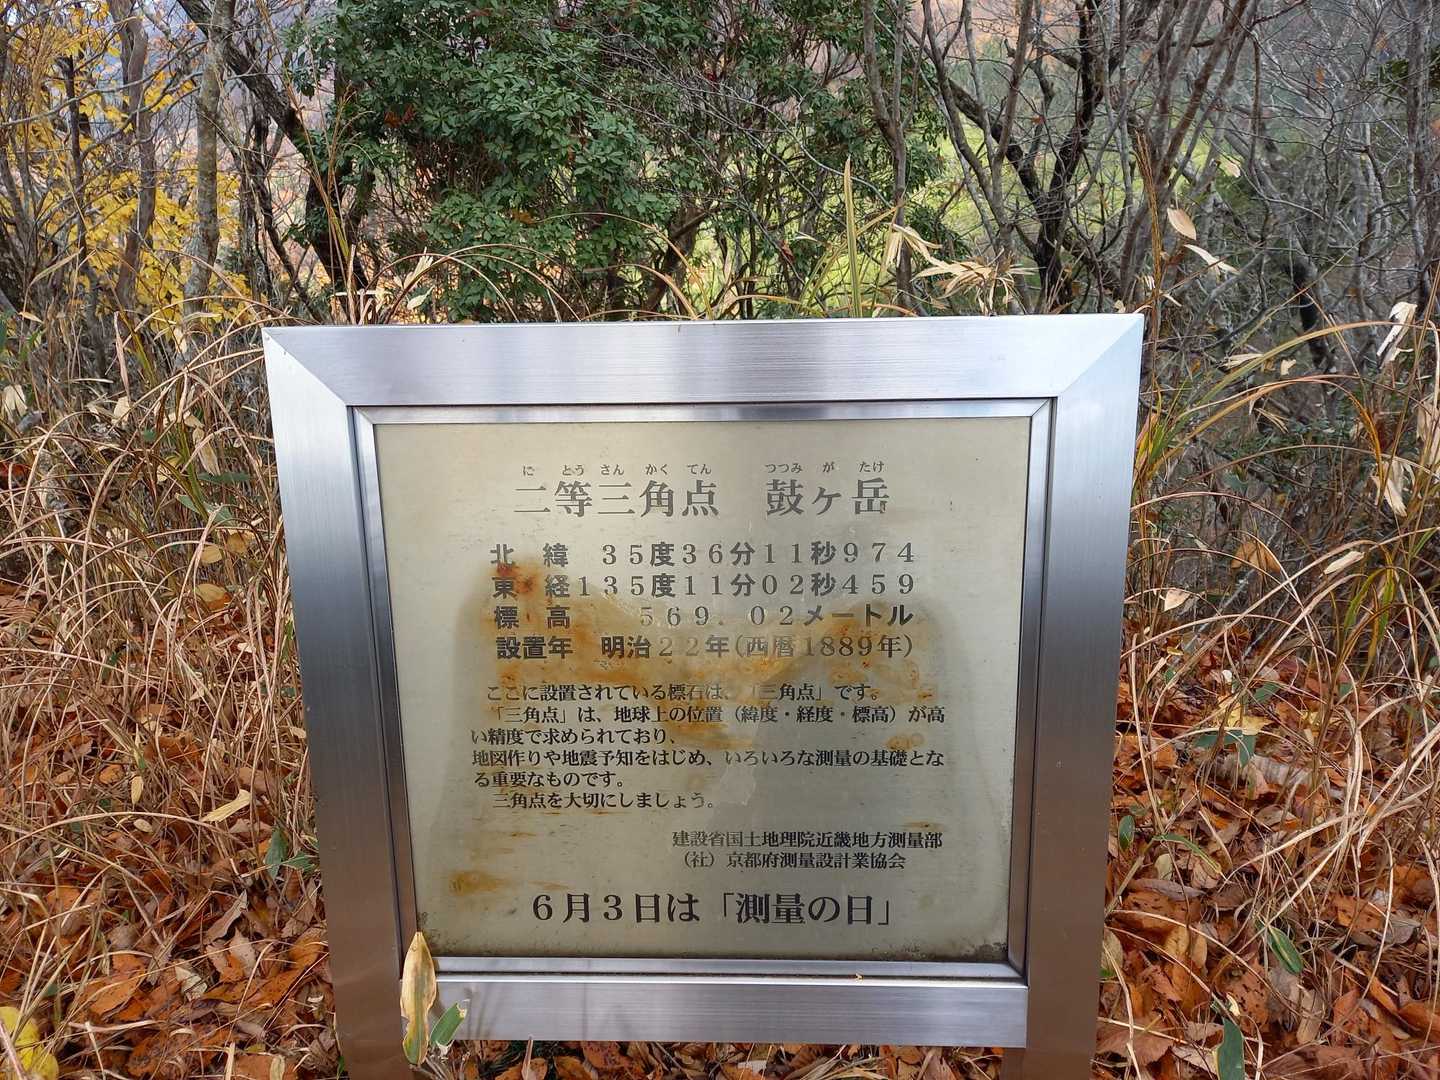 に とう さん かく てん　つつみ が たけ
二等三角点　鼓ヶ岳
北　緯　３５度３６分１１秒９７４
東　経１３５度１１分０２秒４５９
標　高　５６９．０２メートル
設置年　明治２２年（西暦１８８９年）
ここに設置されている標石は、「三角点」です。
「三角点」は、地球上の位置（緯度・経度・標高）が高
い精度で求められており、
地図作りや地震予知をはじめ、いろいろな測量の基礎とな
る重要なものです。
三角点を大切にしましょう。
建設省国土地理院近畿地方測量部
（社）京都府測量設計業協会
６月３日は「測量の日」